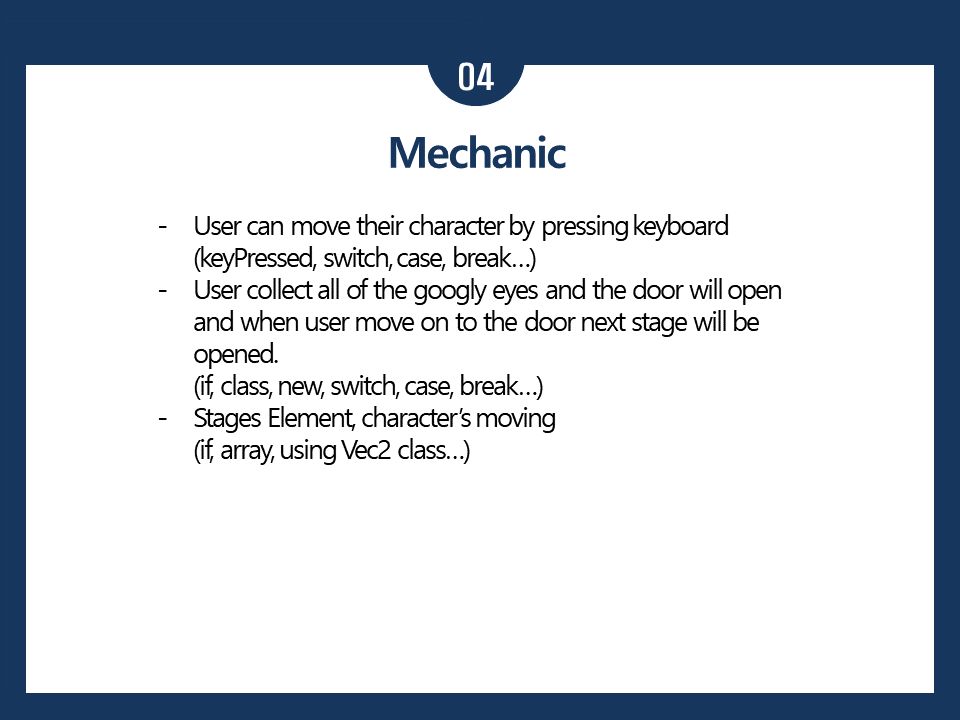 04
Mechanic
- User can move their character by pressing keyboard
(keyPressed, switch, case, break…)
- User collect all of the googly eyes and the door will open
and when user move on to the door next stage will be
opened.
(if, class, new, switch, case, break…)
- Stages Element, character’s moving
(if, array, using Vec2 class…)